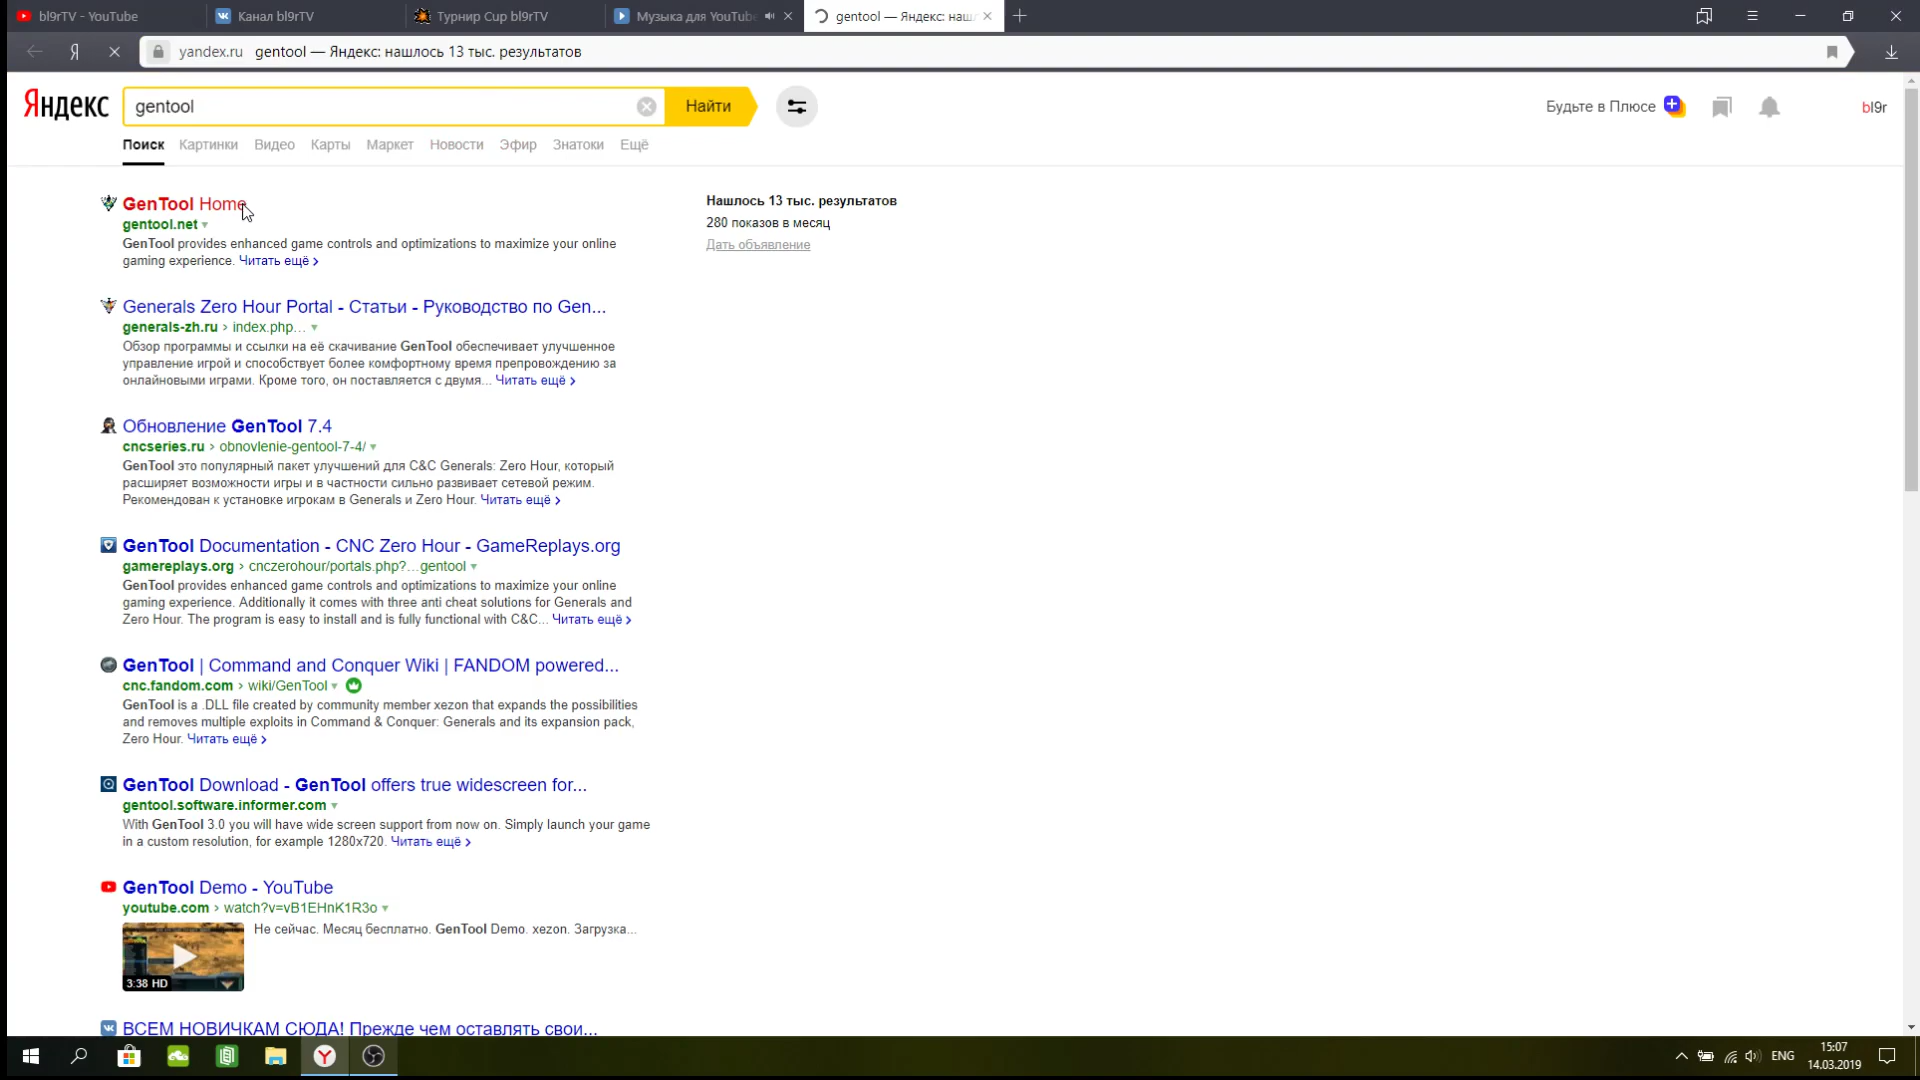 bl9rTV - YouTube
Канал bl9rTV
Турнир Cup bl9rTV
Музыка для YouTube
gentool — Яндекс: наш
Я
yandex.ru gentool — Яндекс: нашлось 13 тыс. результатов
Яндекс
gentool
Найти
Будьте в Плюсе
bl9r
Поиск Картинки Видео Карты Маркет Новости Эфир Знатоки Ещё
GenTool Home
gentool.net
GenTool provides enhanced game controls and optimizations to maximize your online
gaming experience. Читать ещё ›
Нашлось 13 тыс. результатов
280 показов в месяц
Дать объявление
Generals Zero Hour Portal - Статьи - Руководство по Gen...
generals-zh.ru › index.php...
Обзор программы и ссылки на её скачивание GenTool обеспечивает улучшенное
управление игрой и способствует более комфортному время препровождению за
онлайновыми играми. Кроме того, он поставляется с двумя... Читать ещё ›
Обновление GenTool 7.4
cncseries.ru › obnovlenie-gentool-7-4/
GenTool это популярный пакет улучшений для C&C Generals: Zero Hour, который
расширяет возможности игры и в частности сильно развивает сетевой режим.
Рекомендован к установке игрокам в Generals и Zero Hour. Читать ещё ›
GenTool Documentation - CNC Zero Hour - GameReplays.org
gamereplays.org › cnczerohour/portals.php?...gentool
GenTool provides enhanced game controls and optimizations to maximize your online
gaming experience. Additionally it comes with three anti cheat solutions for Generals and
Zero Hour. The program is easy to install and is fully functional with C&C... Читать ещё ›
GenTool | Command and Conquer Wiki | FANDOM powered...
cnc.fandom.com › wiki/GenTool
GenTool is a .DLL file created by community member xezon that expands the possibilities
and removes multiple exploits in Command & Conquer: Generals and its expansion pack,
Zero Hour. Читать ещё ›
GenTool Download - GenTool offers true widescreen for...
gentool.software.informer.com
With GenTool 3.0 you will have wide screen support from now on. Simply launch your game
in a custom resolution, for example 1280x720. Читать ещё ›
GenTool Demo - YouTube
youtube.com › watch?v=vB1EHnK1R3o
Не сейчас. Месяц бесплатно. GenTool Demo. xezon. Загрузка...
3:38 HD
ВСЕМ НОВИЧКАМ СЮДА! Прежде чем оставлять свои...
ENG
15:07
14.03.2019